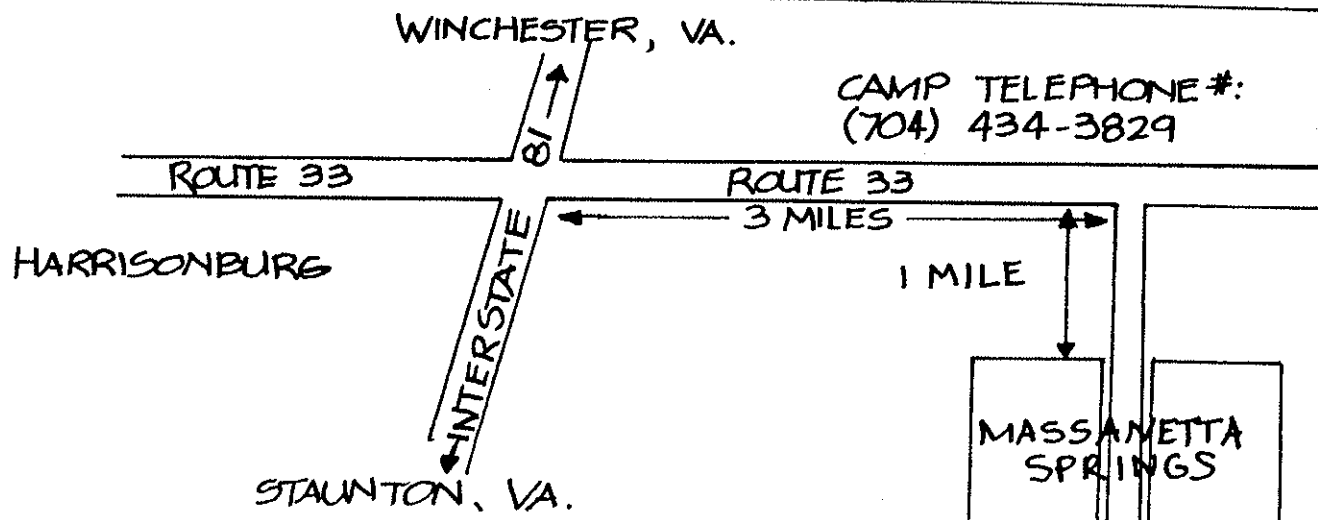 WINCHESTER, VA.
CAMP TELEPHONE #:
(704) 434-3829
ROUTE 33
ROUTE 33
3 MILES
HARRISONBURG
1 MILE
INTERSTATE 81
MASSANETTA
SPRINGS
STAUNTON, VA.